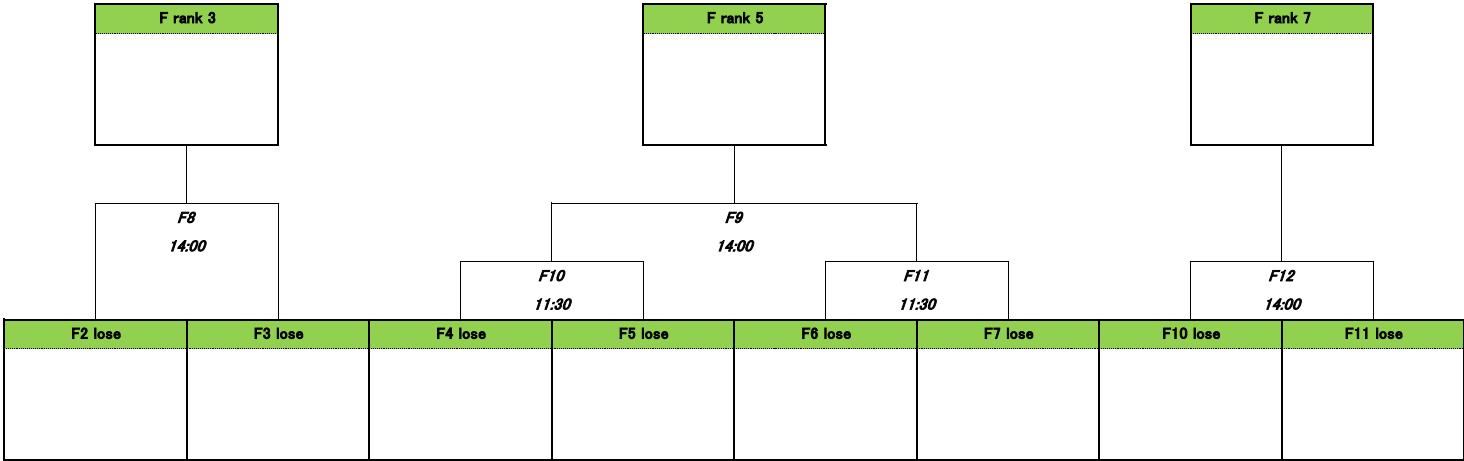 F rank 3
F rank 5
F rank 7
F8
F9
14:00
14:00
F10
F11
F12
11:30
11:30
14:00
F2 lose
F3 lose
F4 lose
F5 lose
F6 lose
F7 lose
F10 lose
F11 lose